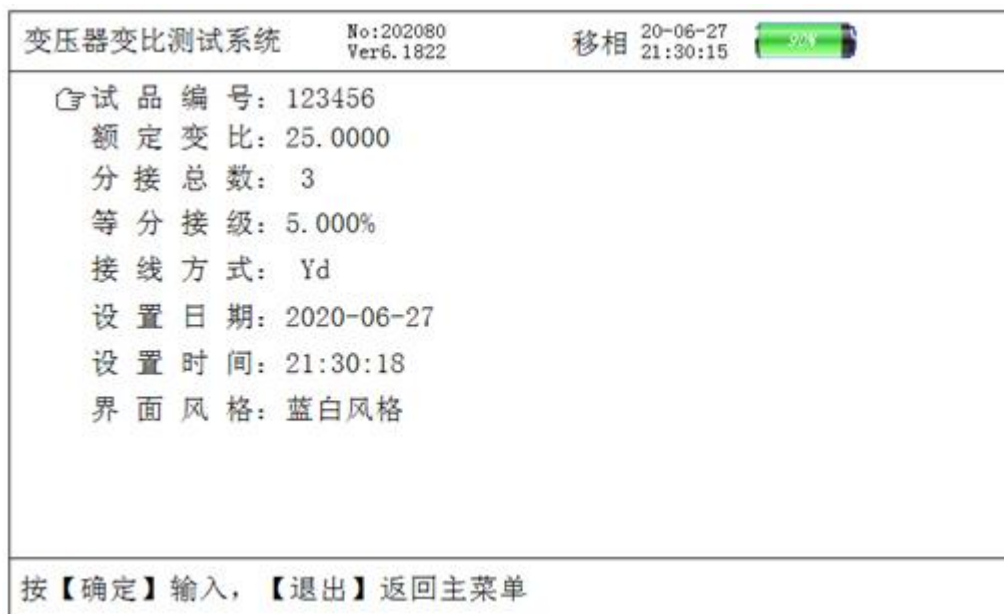 变压器变比测试系统 No:202080 移相 20-06-27 90%
Ver6.1822 21:30:15
试品编号：123456
额定变比：25.0000
分接总数：3
等分接级：5.000%
接线方式：Yd
设置日期：2020-06-27
设置时间：21:30:18
界面风格：蓝白风格
按【确定】输入，【退出】返回主菜单